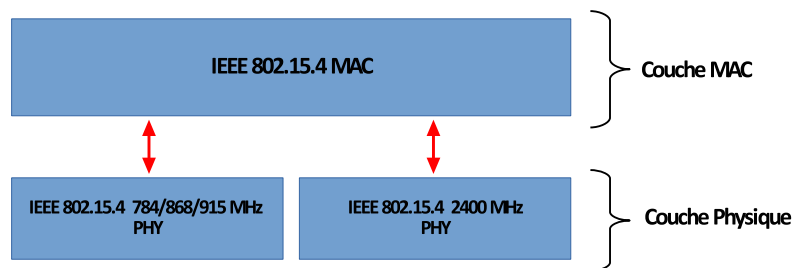 IEEE 802.15.4 MAC
Couche MAC
IEEE 802.15.4 784/868/915 MHz
PHY
IEEE 802.15.4 2400 MHz
PHY
Couche Physique